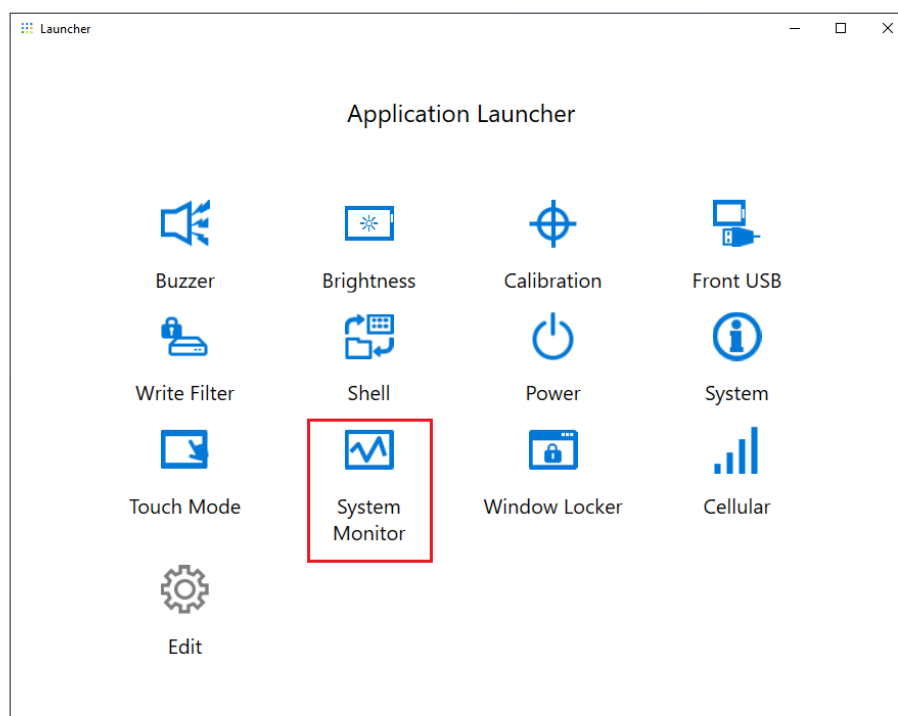 Launcher
Application Launcher
Buzzer
Brightness
Calibration
Front USB
Write Filter
Shell
Power
System
Touch Mode
System
Monitor
Window Locker
Cellular
Edit